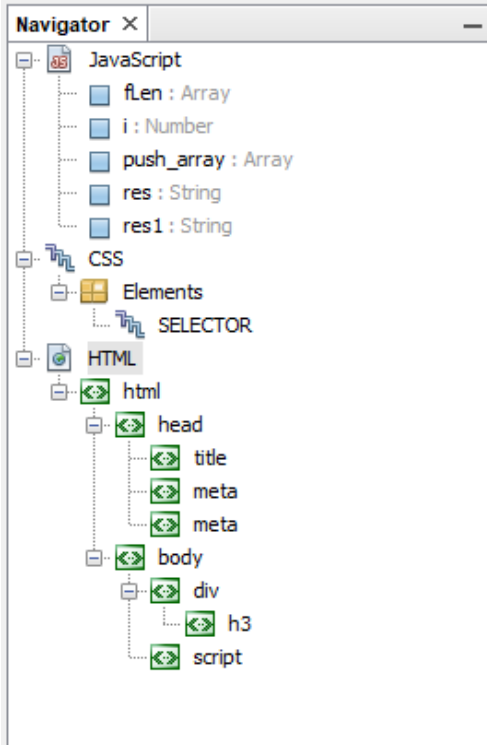 Navigator ×
JavaScript
fLen : Array
i : Number
push_array : Array
res : String
res1 : String
CSS
Elements
SELECTOR
HTML
html
head
title
meta
meta
body
div
h3
script